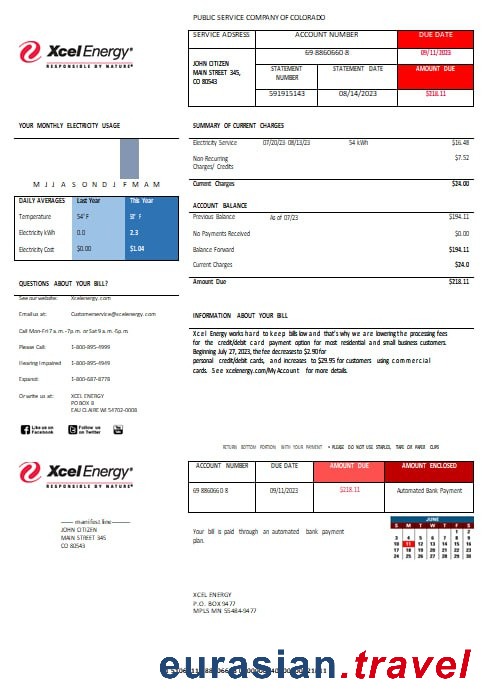 PUBLIC SERVICE COMPANY OF COLORADO
Xcel Energy®
RESPONSIBLE BY NATURE®
SERVICE ADSRESS
ACCOUNT NUMBER
DUE DATE
JOHN CITIZEN
MAIN STREET 345,
CO 80543
69 8860660 8
09/11/2023
STATEMENT NUMBER
STATEMENT DATE
AMOUNT DUE
591915143
08/14/2023
$218.11
YOUR MONTHLY ELECTRICITY USAGE
M J J A S O N D J F M A M
DAILY AVERAGES Last Year This Year
Temperature 54° F
Electricity kWh 0.0 2.3
Electricity Cost $0.00 $1.04
QUESTIONS ABOUT YOUR BILL?
See our website: Xcelenergy.com
Email us at: Customerservice@xcelenergy.com
Call Mon-Fri 7 a.m.-7p.m. or Sat 9 a.m.-5p.m.
Please Call: 1-800-895-4999
Hearing Impaired 1-800-895-4949
Espanol: 1-800-687-8778
Or write us at: XCEL ENERGY
PO BOX 8
EAU CLAIRE WI 54702-0008
Like us on Facebook
Follow us on Twitter
You Tube
SUMMARY OF CURRENT CHARGES
Electricity Service 07/20/23 08/13/23 54 kWh $16.48
Non Recurring Charges/ Credits $7.52
Current Charges $24.00
ACCOUNT BALANCE
Previous Balance As of 07/23 $194.11
No Payments Received $0.00
Balance Forward $194.11
Current Charges $24.0
Amount Due $218.11
INFORMATION ABOUT YOUR BILL
Xcel Energy works hard to keep bills low and that's why we are lowering the processing fees
for the credit/debit card payment option for most residential and small business customers.
Beginning July 27, 2023, the fee decreases to $2.90 for
personal credit/debit cards, and increases to $29.95 for customers using commercial
cards. See xcelenergy.com/MyAccount for more details.
RETURN BOTTOM PORTION WITH YOUR PAYMENT • PLEASE DO NOT USE STAPLES, TAPE OR PAPER CLIPS
Xcel Energy®
RESPONSIBLE BY NATURE®
ACCOUNT NUMBER DUE DATE AMOUNT DUE AMOUNT ENCLOSED
69 8860660 8 09/11/2023 $218.11 Automated Bank Payment
manifest line
JOHN CITIZEN
MAIN STREET 345
CO 80543
Your bill is paid through an automated bank payment
plan.
JUNE
S M T W T F S
1 2
3 4 5 6 7 8 9
10 11 12 13 14 15 16
17 18 19 20 21 22 23
24 25 26 27 28 29 30
XCEL ENERGY
P.O. BOX 9477
MPLS MN 55484-9477
eurasian.travel